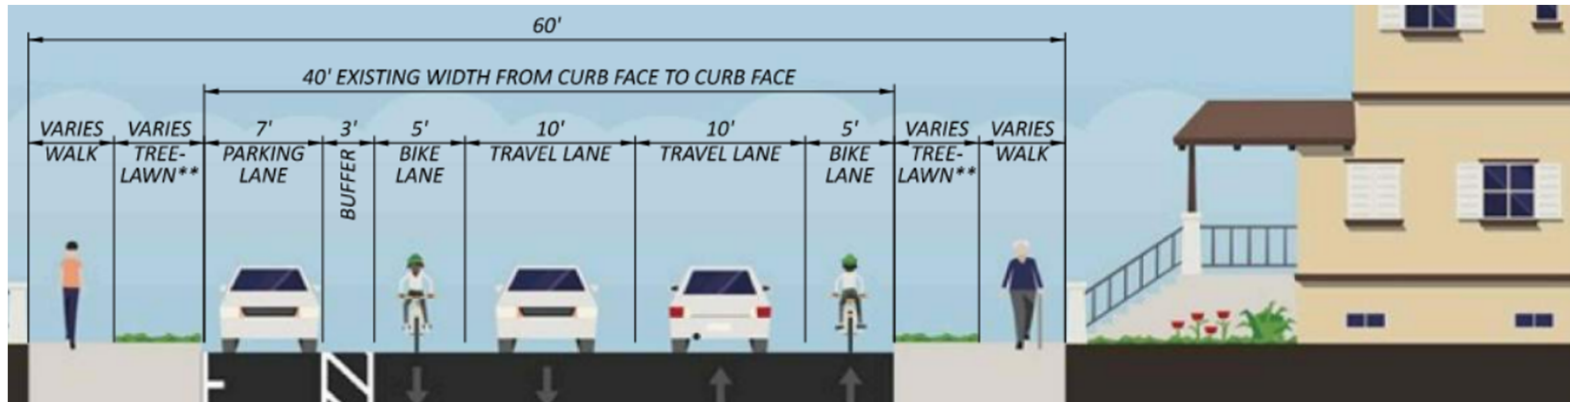 60'
40' EXISTING WIDTH FROM CURB FACE TO CURB FACE
VARIES
WALK
VARIES
TREE-
LAWN**
7'
PARKING
LANE
3'
BUFFER
5'
BIKE
LANE
10'
TRAVEL LANE
10'
TRAVEL LANE
5'
BIKE
LANE
VARIES
TREE-
LAWN**
VARIES
WALK